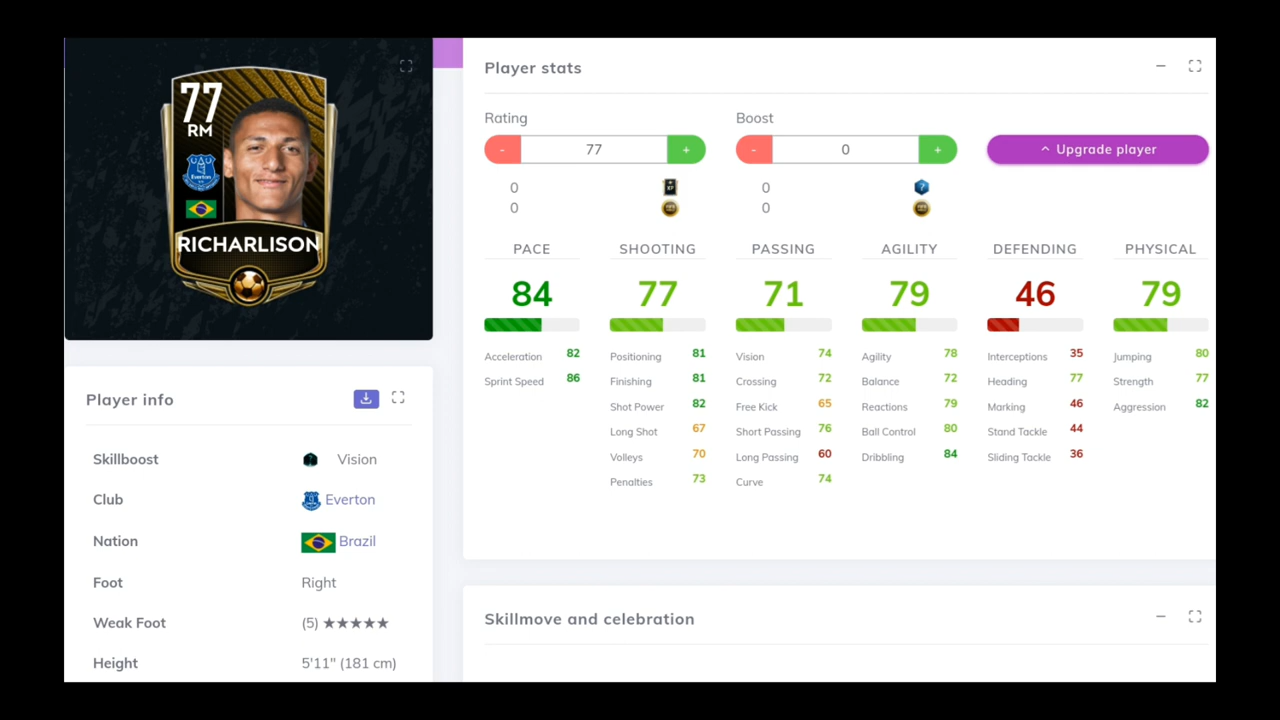 77
RM
Everton
RICHARLISON
Player info
Skillboost Vision
Club Everton
Nation Brazil
Foot Right
Weak Foot (5) ★★★★★
Height 5'11" (181 cm)
Player stats
Rating Boost
- 77 + - 0 + ^ Upgrade player
0 XP 0 ?
0 0
PACE SHOOTING PASSING AGILITY DEFENDING PHYSICAL
84 77 71 79 46 79
Acceleration 82 Positioning 81 Vision 74 Agility 78 Interceptions 35 Jumping 80
Sprint Speed 86 Finishing 81 Crossing 72 Balance 72 Heading 77 Strength 77
Shot Power 82 Free Kick 65 Reactions 79 Marking 46 Aggression 82
Long Shot 67 Short Passing 76 Ball Control 80 Stand Tackle 44
Volleys 70 Long Passing 60 Dribbling 84 Sliding Tackle 36
Penalties 73 Curve 74
Skillmove and celebration